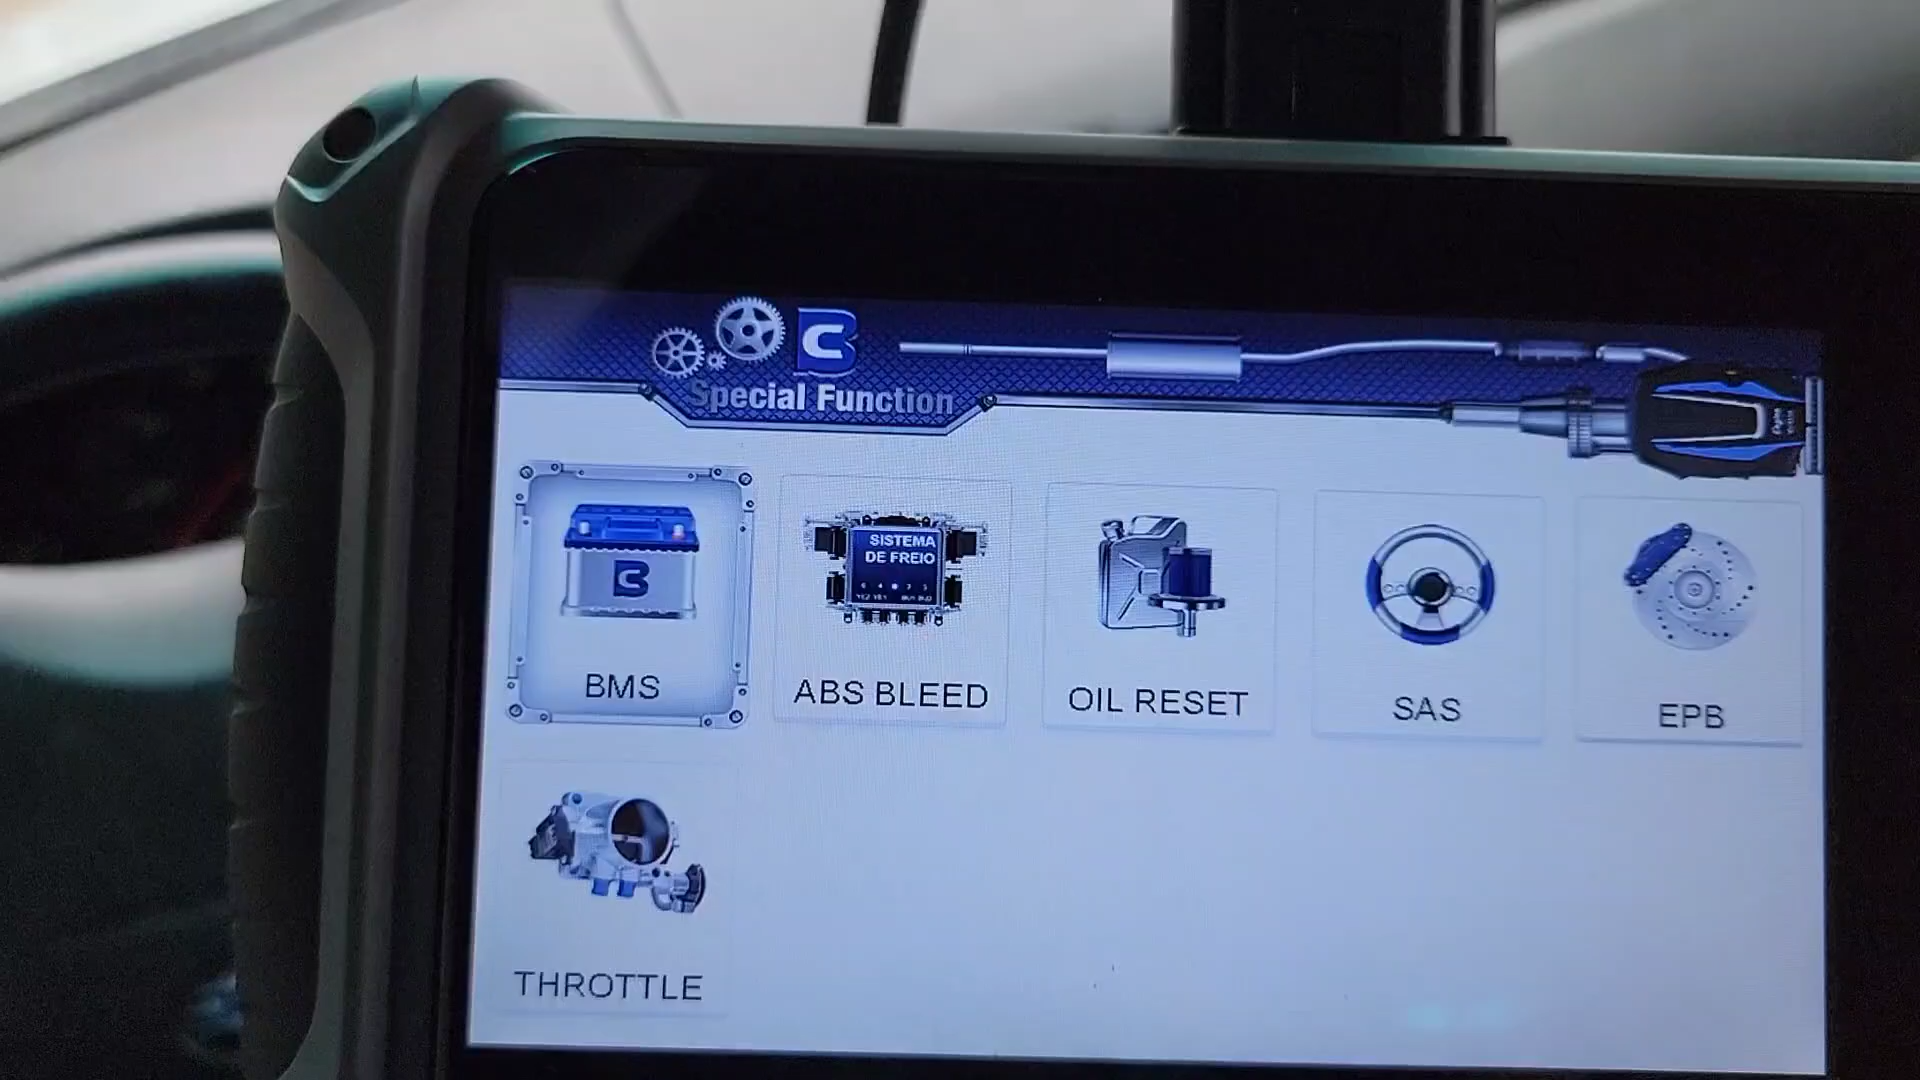 Special Function
SISTEMA
DE FREIO
BMS
ABS BLEED
OIL RESET
SAS
EPB
THROTTLE